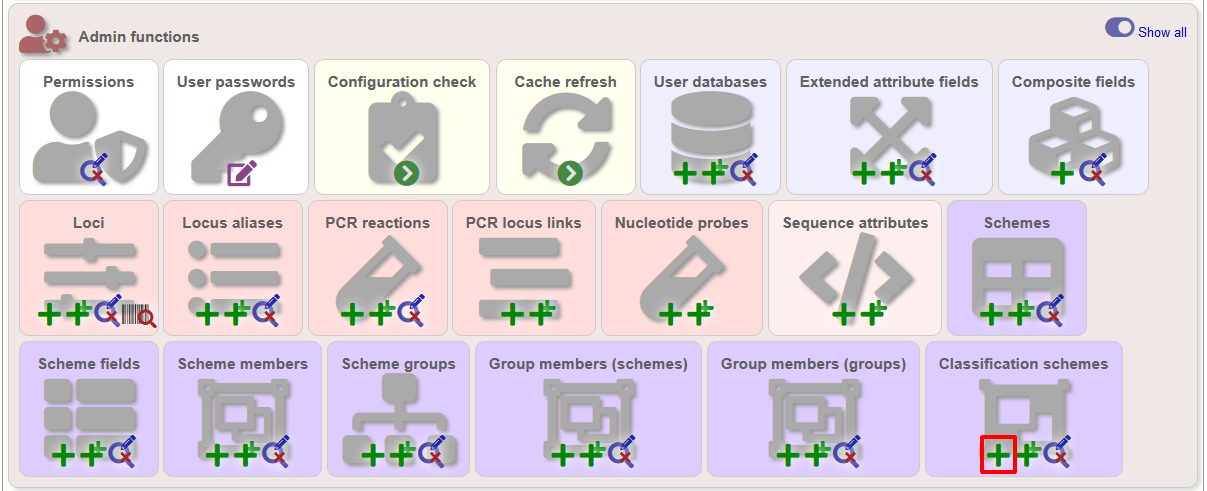 Admin functions
Show all
Permissions
User passwords
Configuration check
Cache refresh
User databases
Extended attribute fields
Composite fields
Loci
Locus aliases
PCR reactions
PCR locus links
Nucleotide probes
Sequence attributes
Schemes
Scheme fields
Scheme members
Scheme groups
Group members (schemes)
Group members (groups)
Classification schemes